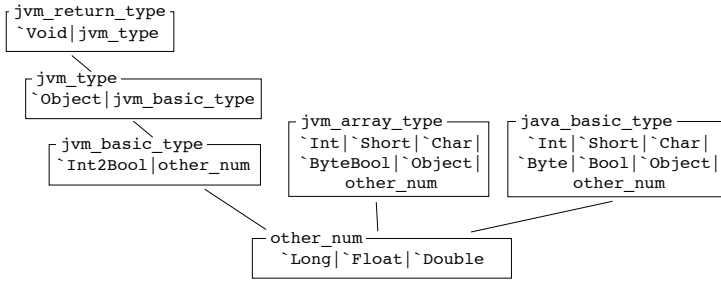 jvm_return_type
`Void|jvm_type
jvm_type
`Object|jvm_basic_type
jvm_basic_type
`Int2Bool|other_num
jvm_array_type
`Int|`Short|`Char|
`ByteBool|`Object|
other_num
java_basic_type
`Int|`Short|`Char|
`Byte|`Bool|`Object|
other_num
other_num
`Long|`Float|`Double